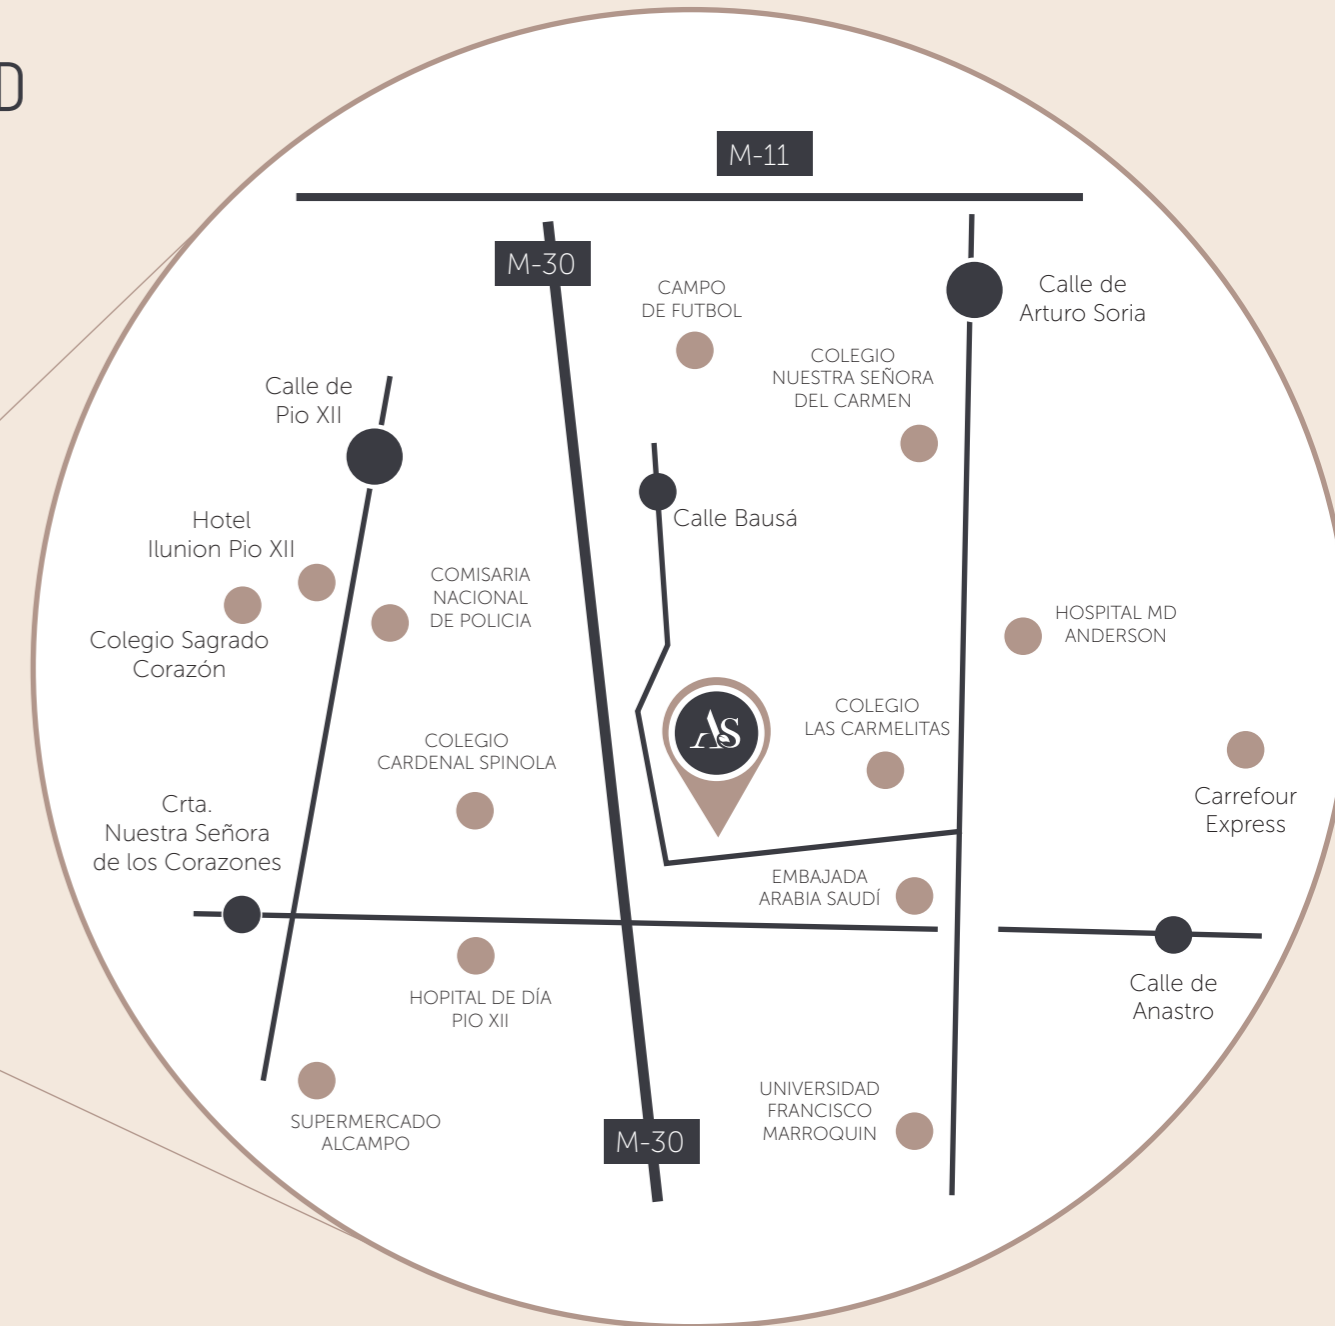 D
M-11
M-30
CAMPO
DE FUTBOL
Calle de
Arturo Soria
COLEGIO
NUESTRA SEÑORA
DEL CARMEN
Calle de
Pio XII
Calle Bausá
Hotel
Ilunion Pio XII
COMISARIA
NACIONAL
DE POLICIA
Colegio Sagrado
Corazón
HOSPITAL MD
ANDERSON
AS
COLEGIO
LAS CARMELITAS
COLEGIO
CARDENAL SPINOLA
Carrefour
Express
Crta.
Nuestra Señora
de los Corazones
EMBAJADA
ARABIA SAUDÍ
HOPITAL DE DÍA
PIO XII
Calle de
Anastro
UNIVERSIDAD
FRANCISCO
MARROQUIN
SUPERMERCADO
ALCAMPO
M-30